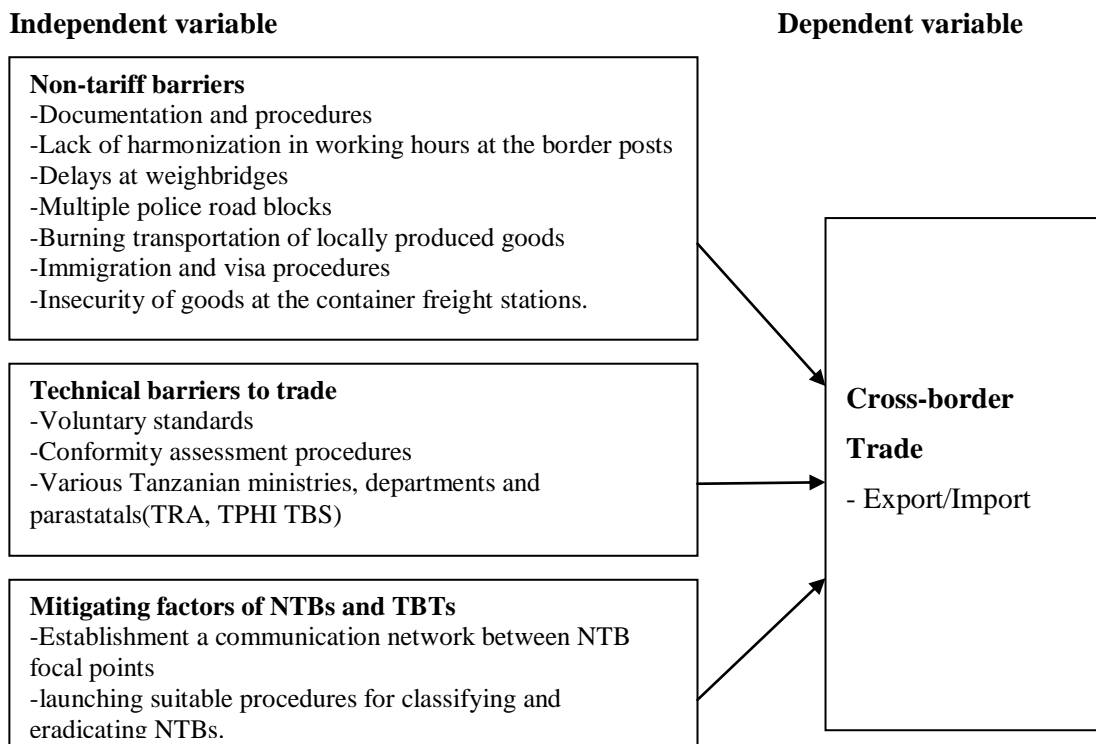 Independent variable
Dependent variable
Non-tariff barriers
-Documentation and procedures
-Lack of harmonization in working hours at the border posts
-Delays at weighbridges
-Multiple police road blocks
-Burning transportation of locally produced goods
-Immigration and visa procedures
-Insecurity of goods at the container freight stations.
Technical barriers to trade
-Voluntary standards
-Conformity assessment procedures
-Various Tanzanian ministries, departments and
parastatals(TRA, TPHI TBS)
Mitigating factors of NTBs and TBTs
-Establishment a communication network between NTB
focal points
-launching suitable procedures for classifying and
eradicating NTBs.
Cross-border
Trade
- Export/Import